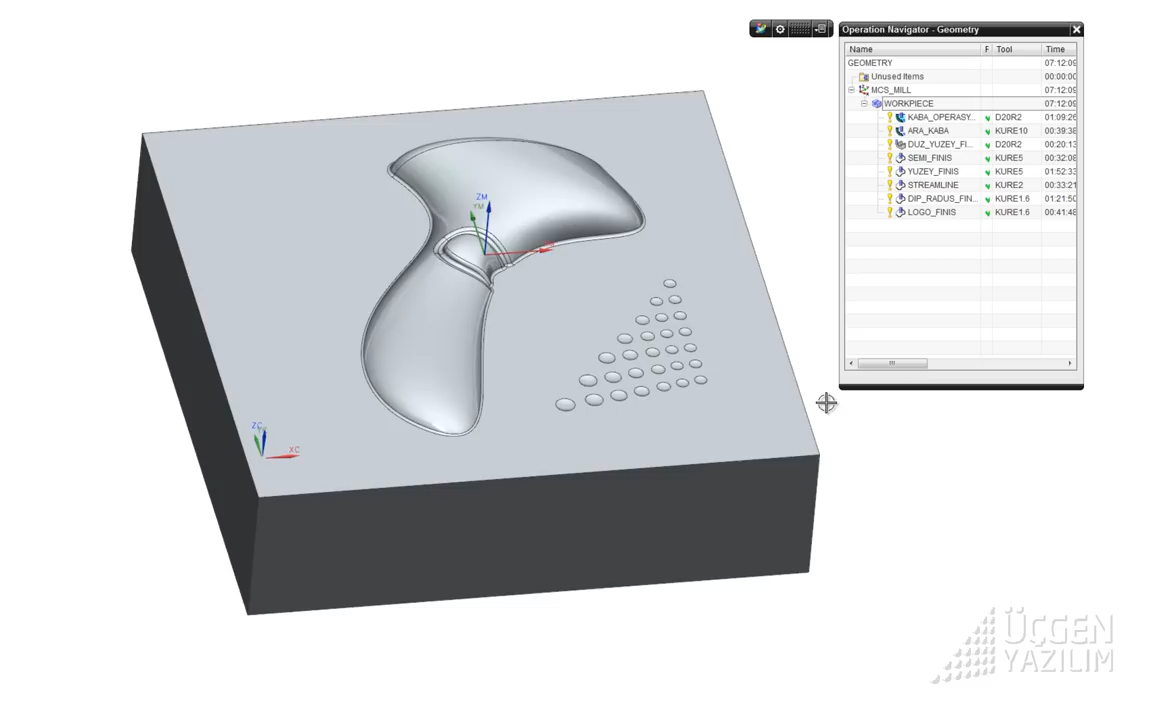 Operation Navigator - Geometry
Name F Tool Time
GEOMETRY 07:12:09
Unused Items 00:00:00
MCS_MILL 07:12:09
WORKPIECE 07:12:09
KABA_OPERASY... D20R2 01:09:26
ARA_KABA KURE10 00:39:38
DUZ_YUZEY_FI... D20R2 00:20:13
SEMI_FINIS KURE5 00:32:08
YUZEY_FINIS KURE5 01:52:33
STREAMLINE KURE2 00:33:21
DIP_RADUS_FIN... KURE1.6 01:21:50
LOGO_FINIS KURE1.6 00:41:48
ZM
YM
ZC
XC
ÜÇGEN
YAZILIM